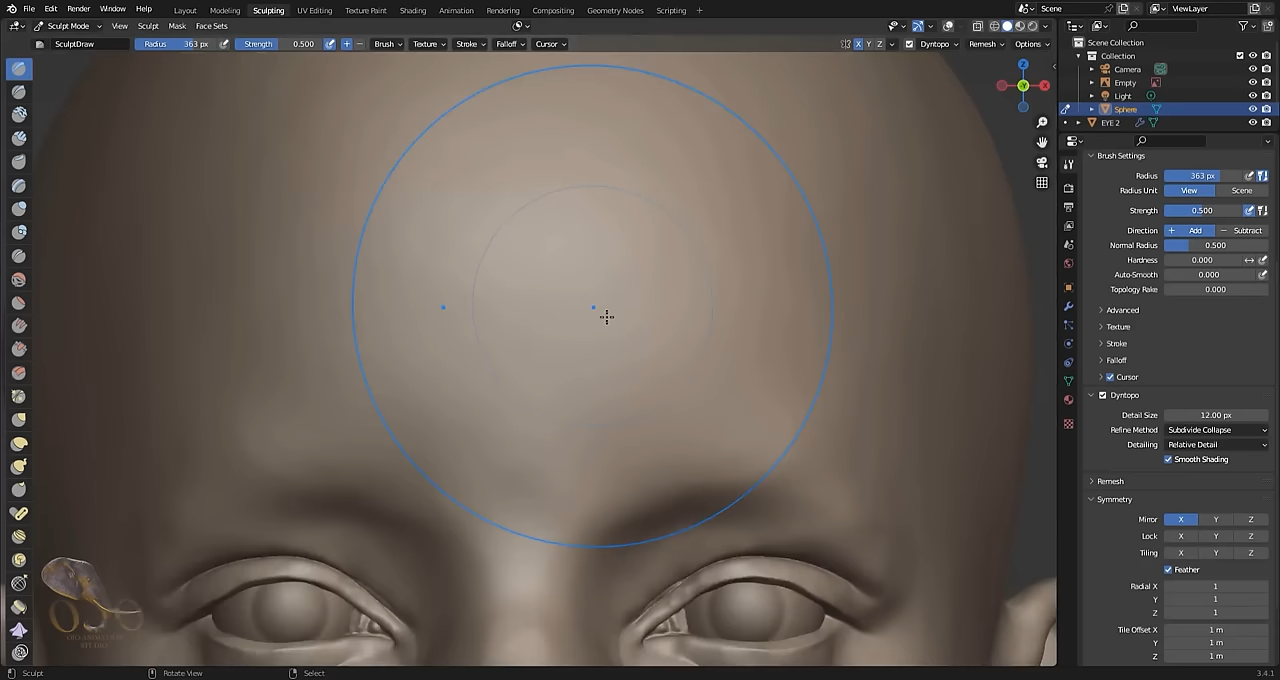 File Edit Render Window Help Layout Modeling Sculpting UV Editing Texture Paint Shading Animation Rendering Compositing Geometry Nodes Scripting + Scene ViewLayer
Sculpt Mode View Sculpt Mask Face Sets
SculptDraw Radius 363 px Strength 0.500 + − Brush Texture Stroke Falloff Cursor X Y Z Dyntopo Remesh Options
Z
X
Y
Scene Collection
Collection
Camera
Empty
Light
Sphere
EYE 2
Brush Settings
Radius 363 px
Radius Unit View Scene
Strength 0.500
Direction + Add − Subtract
Normal Radius 0.500
Hardness 0.000
Auto-Smooth 0.000
Topology Rake 0.000
Advanced
Texture
Stroke
Falloff
Cursor
Dyntopo
Detail Size 12.00 px
Refine Method Subdivide Collapse
Detailing Relative Detail
Smooth Shading
Remesh
Symmetry
Mirror X Y Z
Lock X Y Z
Tiling X Y Z
Feather
Radial X 1
Y 1
Z 1
Tile Offset X 1 m
Y 1 m
Z 1 m
STUDIO
Sculpt Rotate View Select 3.4.1